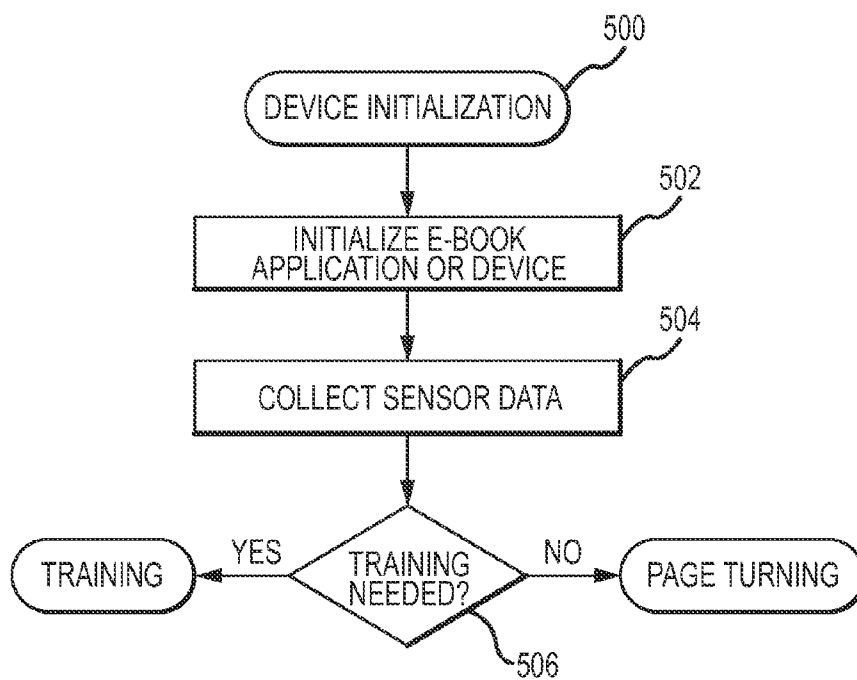 500
DEVICE INITIALIZATION
502
INITIALIZE E-BOOK
APPLICATION OR DEVICE
504
COLLECT SENSOR DATA
TRAINING
YES
TRAINING
NEEDED?
NO
PAGE TURNING
506